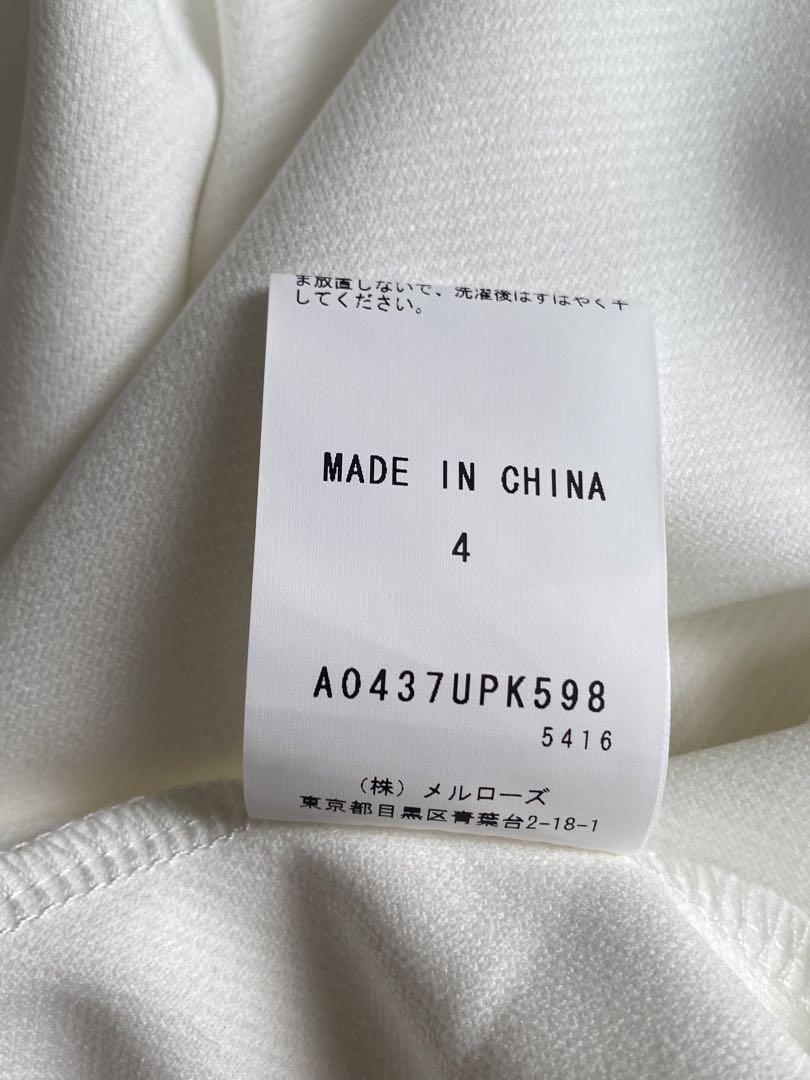 ま放置しないで、洗濯後はすばやく干
してください。
MADE IN CHINA
4
A0437UPK598
5416
(株) メルローズ
東京都目黒区青葉台2-18-1